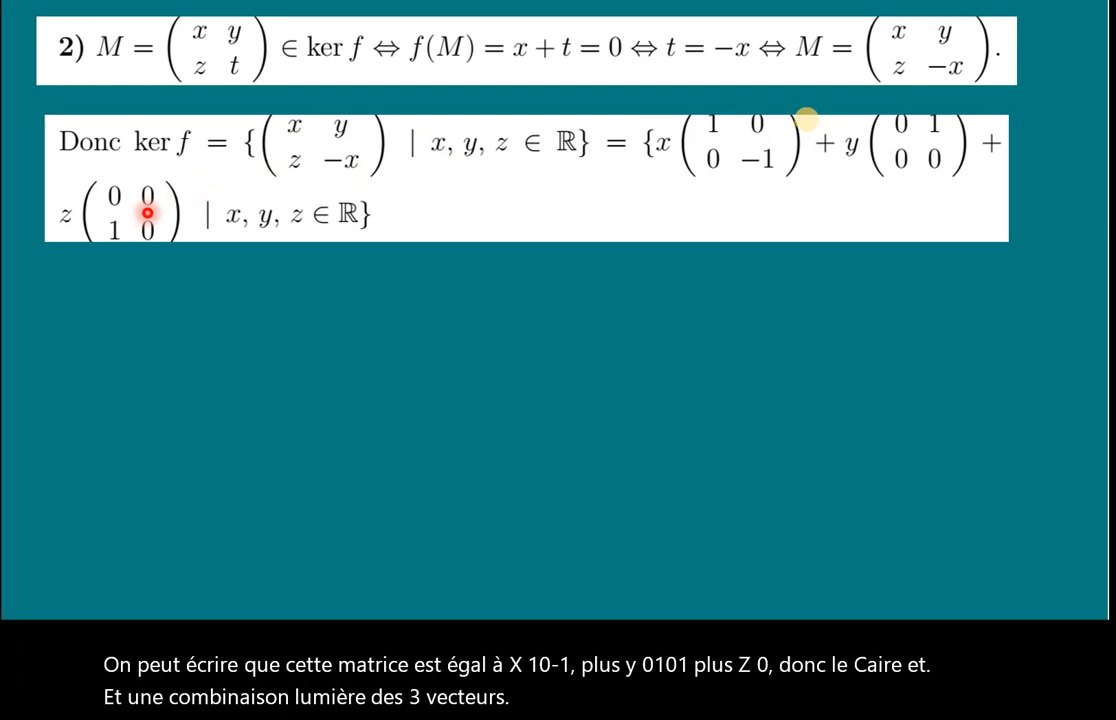 2) M = ( x y ; z t ) ∈ ker f ⇔ f(M) = x + t = 0 ⇔ t = −x ⇔ M = ( x y ; z −x ).
Donc ker f = {( x y ; z −x ) | x, y, z ∈ ℝ} = {x ( 1 0 ; 0 −1 ) + y ( 0 1 ; 0 0 ) +
z ( 0 0 ; 1 0 ) | x, y, z ∈ ℝ}
On peut écrire que cette matrice est égal à X 10-1, plus y 0101 plus Z 0, donc le Caire et.
Et une combinaison lumière des 3 vecteurs.